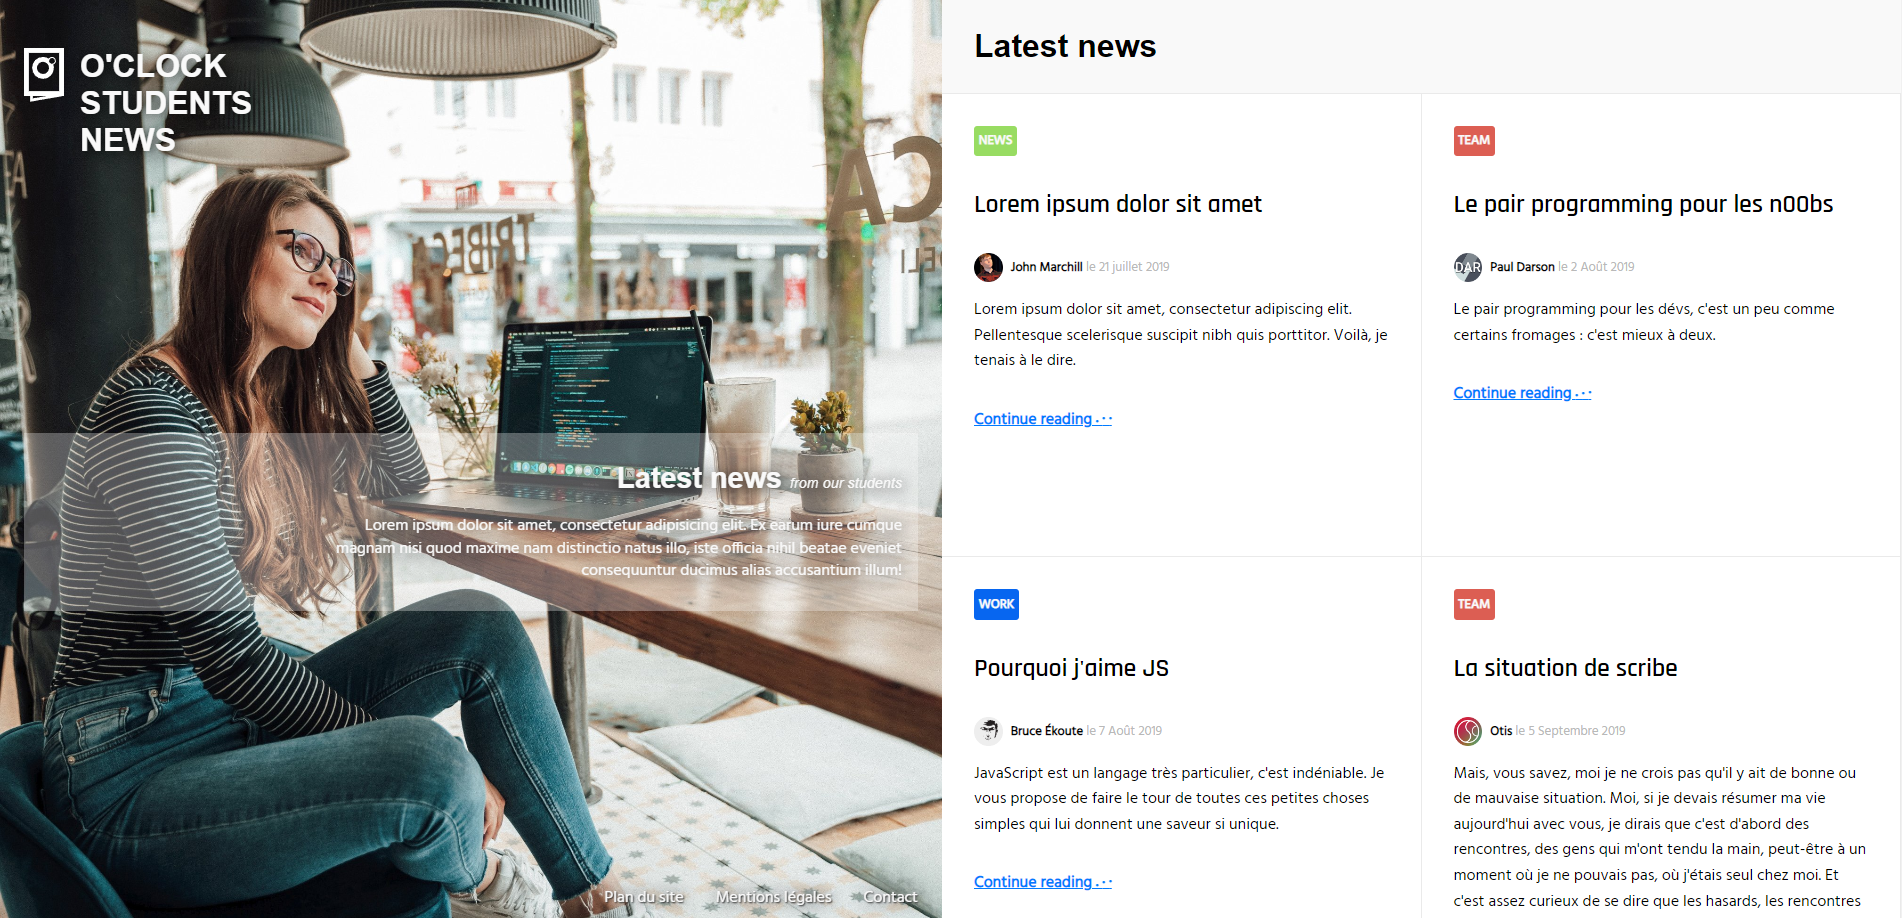 O'CLOCK
STUDENTS
NEWS
CA
TRIBECA
DELI
Latest news from our students
Lorem ipsum dolor sit amet, consectetur adipisicing elit. Ex earum iure cumque
magnam nisi quod maxime nam distinctio natus illo, iste officia nihil beatae eveniet
consequuntur ducimus alias accusantium illum!
Plan du site
Mentions légales
Contact
Latest news
NEWS
Lorem ipsum dolor sit amet
John Marchill le 21 juillet 2019
Lorem ipsum dolor sit amet, consectetur adipiscing elit.
Pellentesque scelerisque suscipit nibh quis porttitor. Voilà, je
tenais à le dire.
Continue reading . . .
TEAM
Le pair programming pour les n00bs
DAR
Paul Darson le 2 Août 2019
Le pair programming pour les dévs, c'est un peu comme
certains fromages : c'est mieux à deux.
Continue reading . . .
WORK
Pourquoi j'aime JS
Bruce Ékoute le 7 Août 2019
JavaScript est un langage très particulier, c'est indéniable. Je
vous propose de faire le tour de toutes ces petites choses
simples qui lui donnent une saveur si unique.
Continue reading . . .
TEAM
La situation de scribe
Otis le 5 Septembre 2019
Mais, vous savez, moi je ne crois pas qu'il y ait de bonne ou
de mauvaise situation. Moi, si je devais résumer ma vie
aujourd'hui avec vous, je dirais que c'est d'abord des
rencontres, des gens qui m'ont tendu la main, peut-être à un
moment où je ne pouvais pas, où j'étais seul chez moi. Et
c'est assez curieux de se dire que les hasards, les rencontres